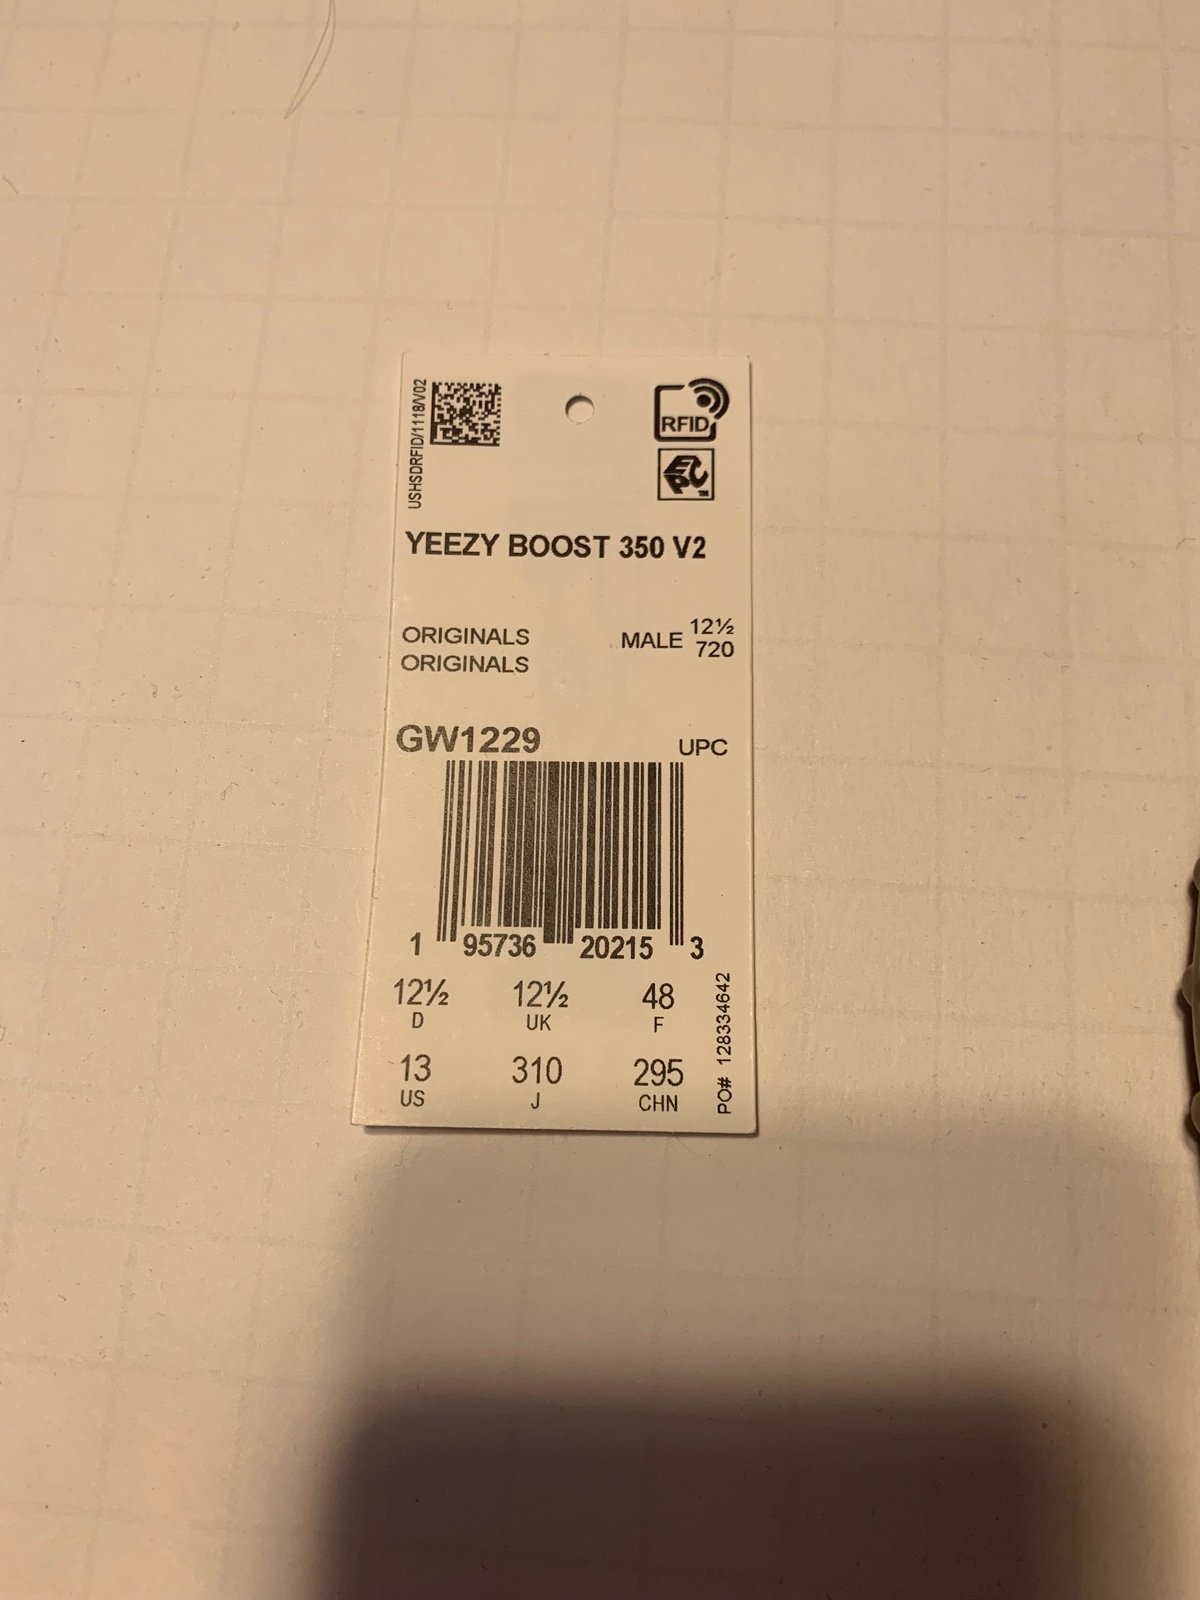 USHSDRFID/1118/V02
RFID
EPC™
YEEZY BOOST 350 V2
ORIGINALS
ORIGINALS
MALE 12½
720
GW1229
UPC
1 95736 20215 3
12½ 12½ 48
D UK F
13 310 295
US J CHN
PO# 128334642